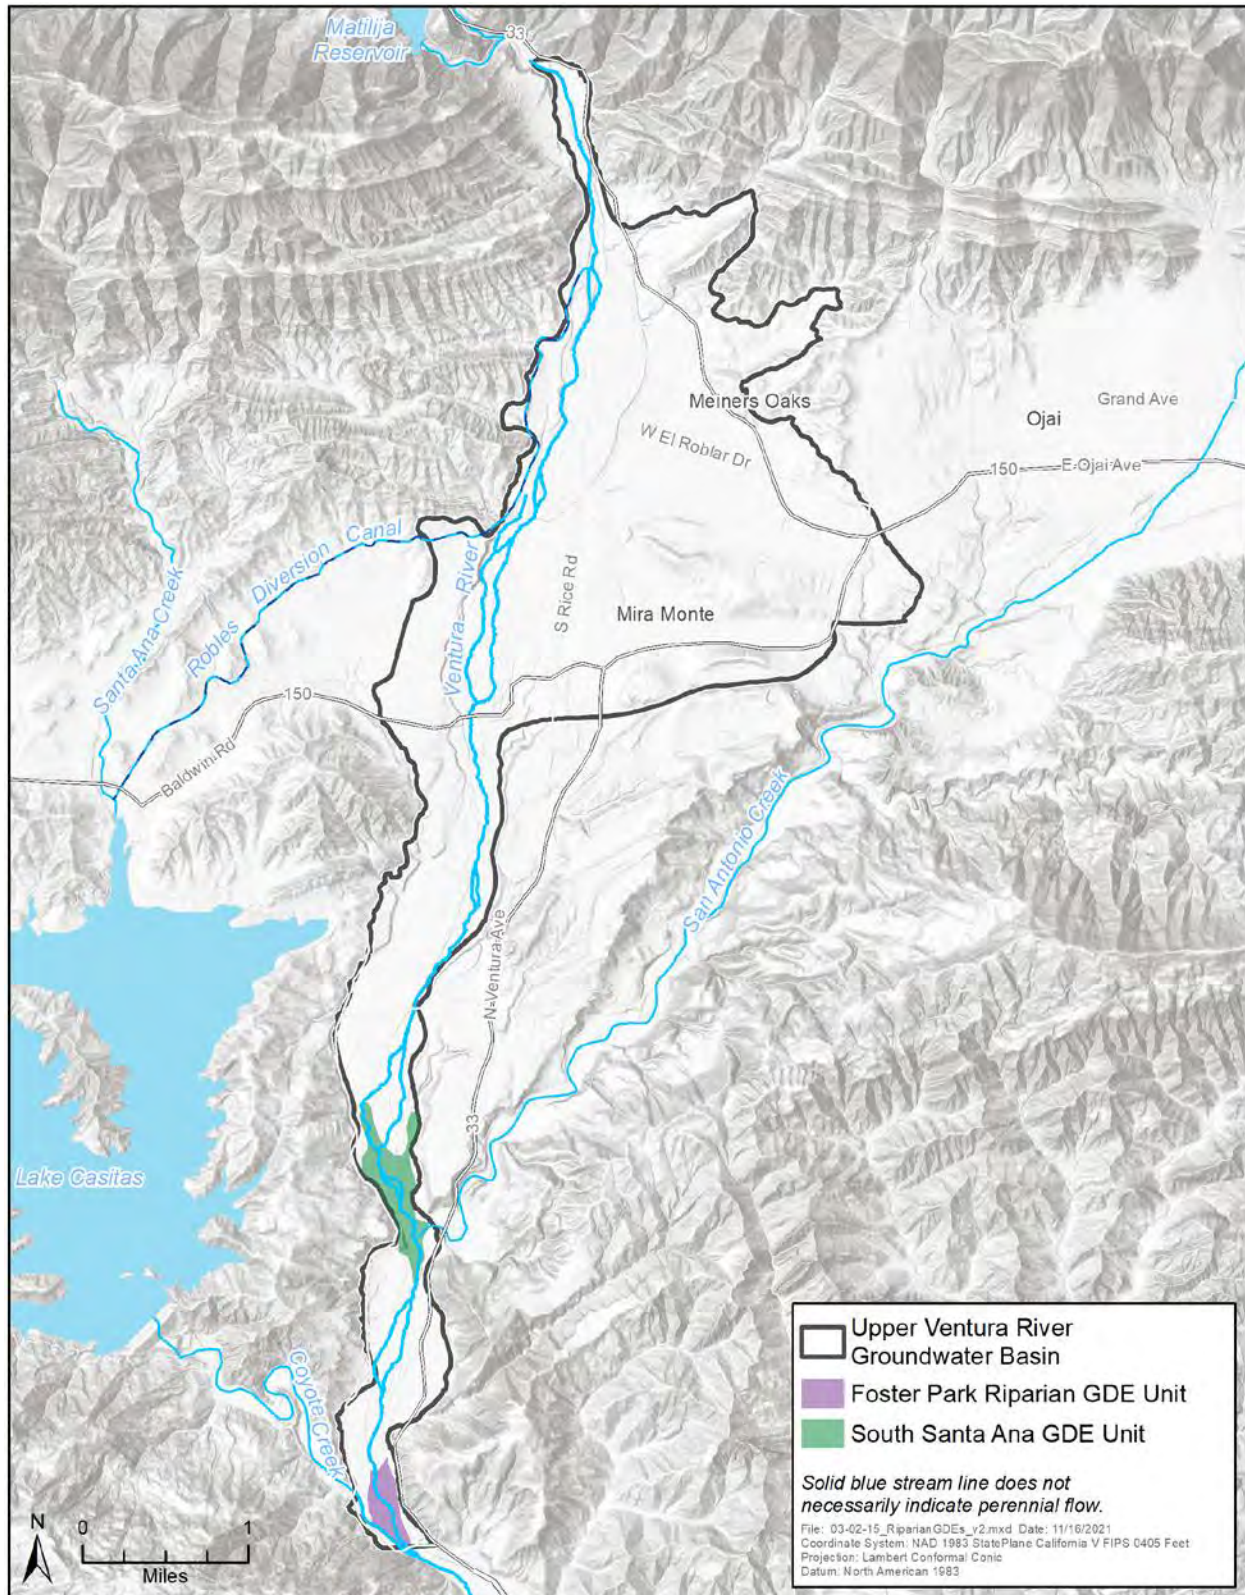 Matilija
Reservoir
33
Meiners Oaks
Ojai
Grand Ave
W El Roblar Dr
150
E Ojai Ave
Santa Ana Creek
Robles Diversion Canal
Ventura River
S Rice Rd
Mira Monte
150
Baldwin Rd
San Antonio Creek
N Ventura Ave
33
Lake Casitas
Coyote Creek
Upper Ventura River
Groundwater Basin
Foster Park Riparian GDE Unit
South Santa Ana GDE Unit
Solid blue stream line does not
necessarily indicate perennial flow.
File: 03-02-15_RiparianGDEs_v2.mxd Date: 11/16/2021
Coordinate System: NAD 1983 StatePlane California V FIPS 0405 Feet
Projection: Lambert Conformal Conic
Datum: North American 1983
N
0 1
Miles